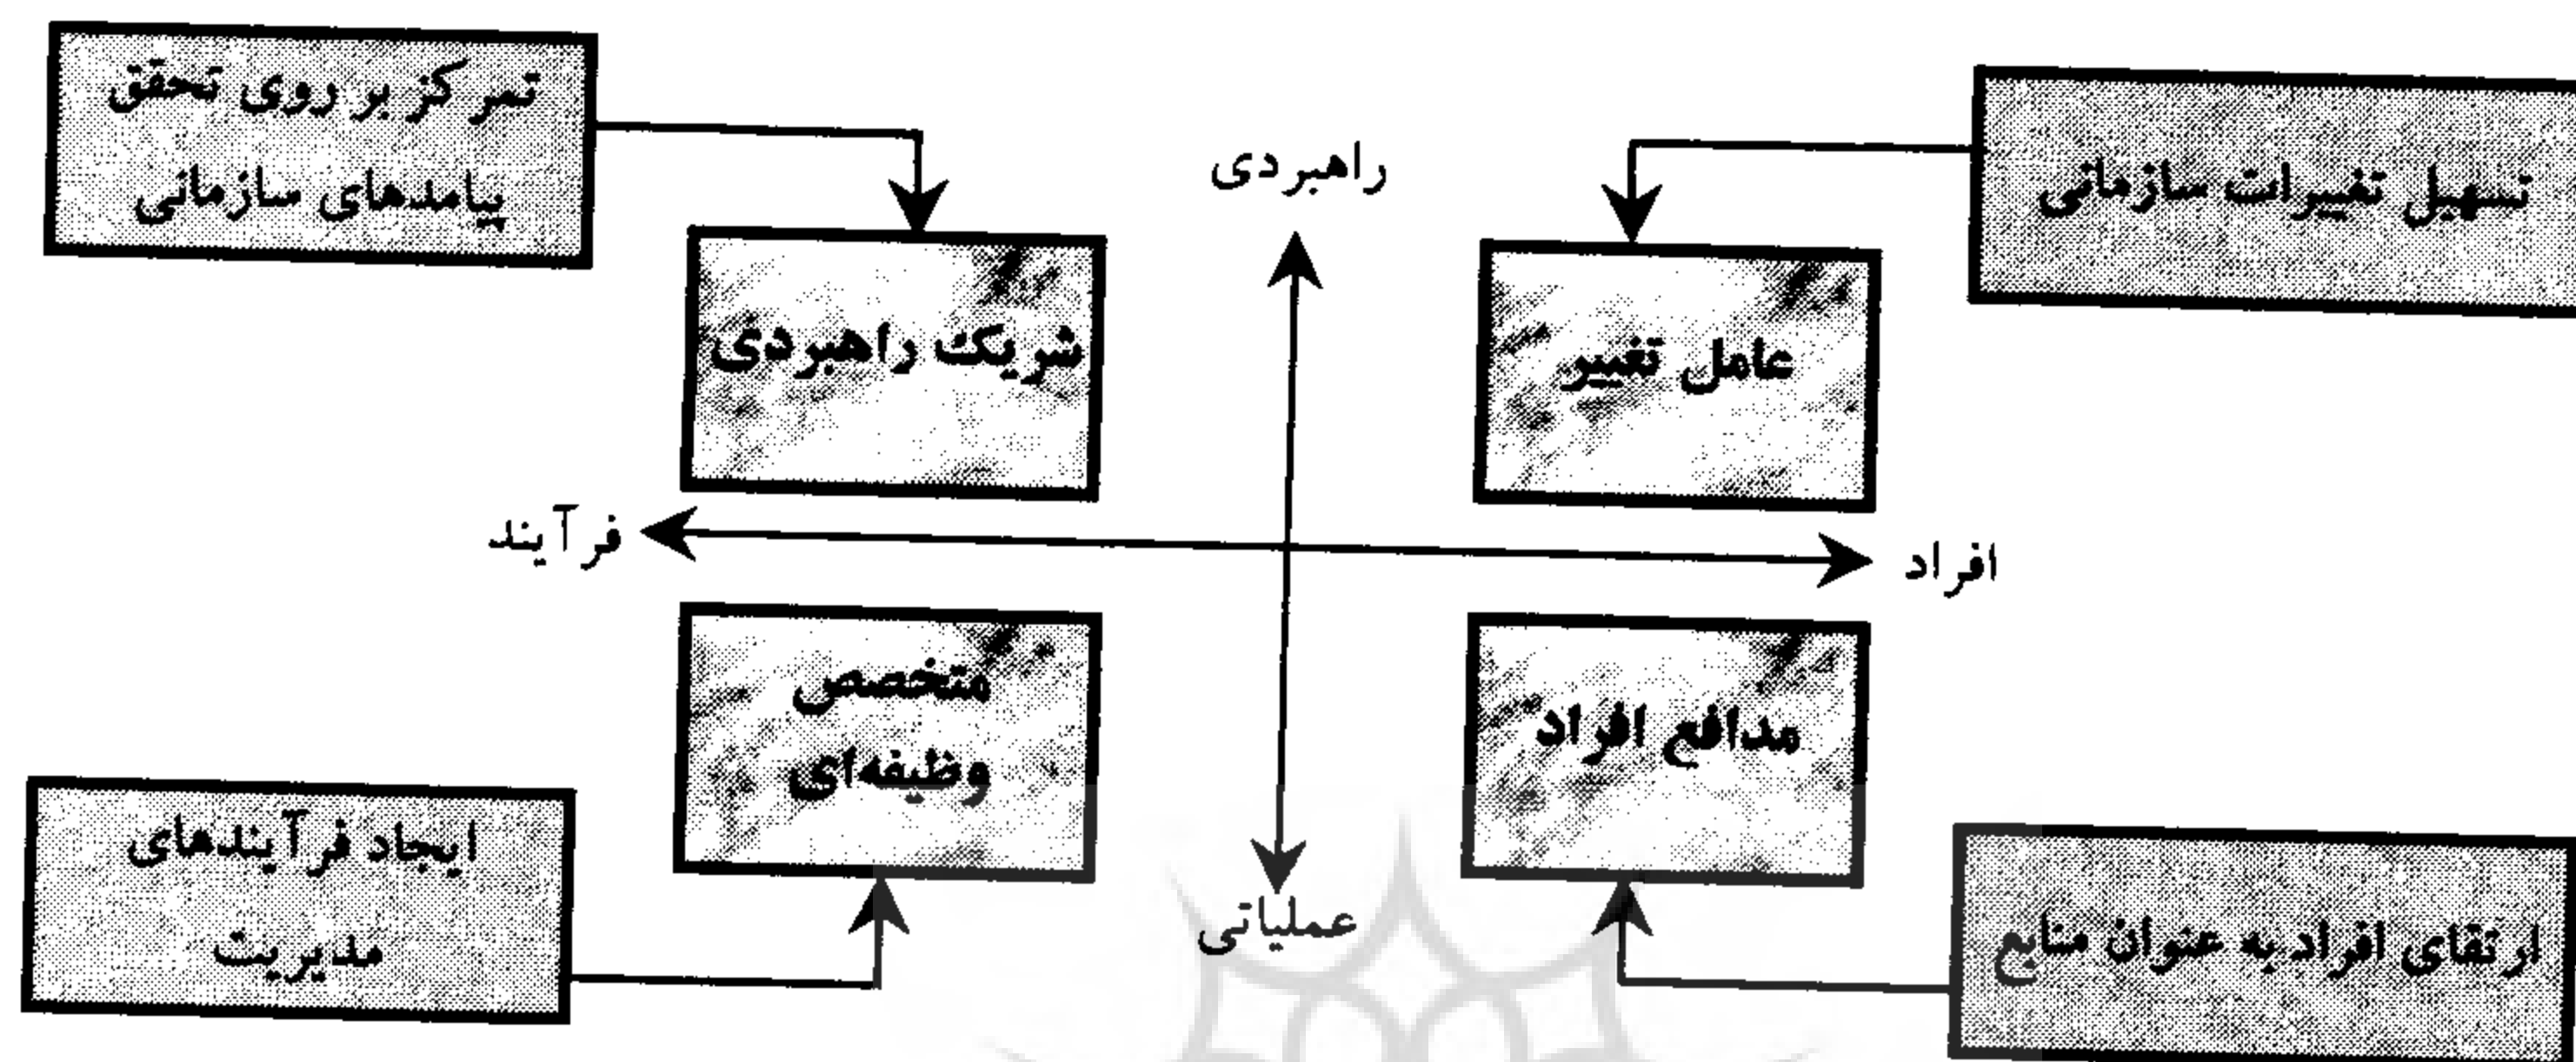 تمرکز بر روی تحقق
پیامدهای سازمانی
تسهیل تغییرات سازمانی
راهبردی
شریک راهبردی
عامل تغییر
فرآیند
افراد
متخصص
وظیفه‌ای
مدافع افراد
ایجاد فرآیندهای
مدیریت
عملیاتی
ارتقای افراد به عنوان منابع